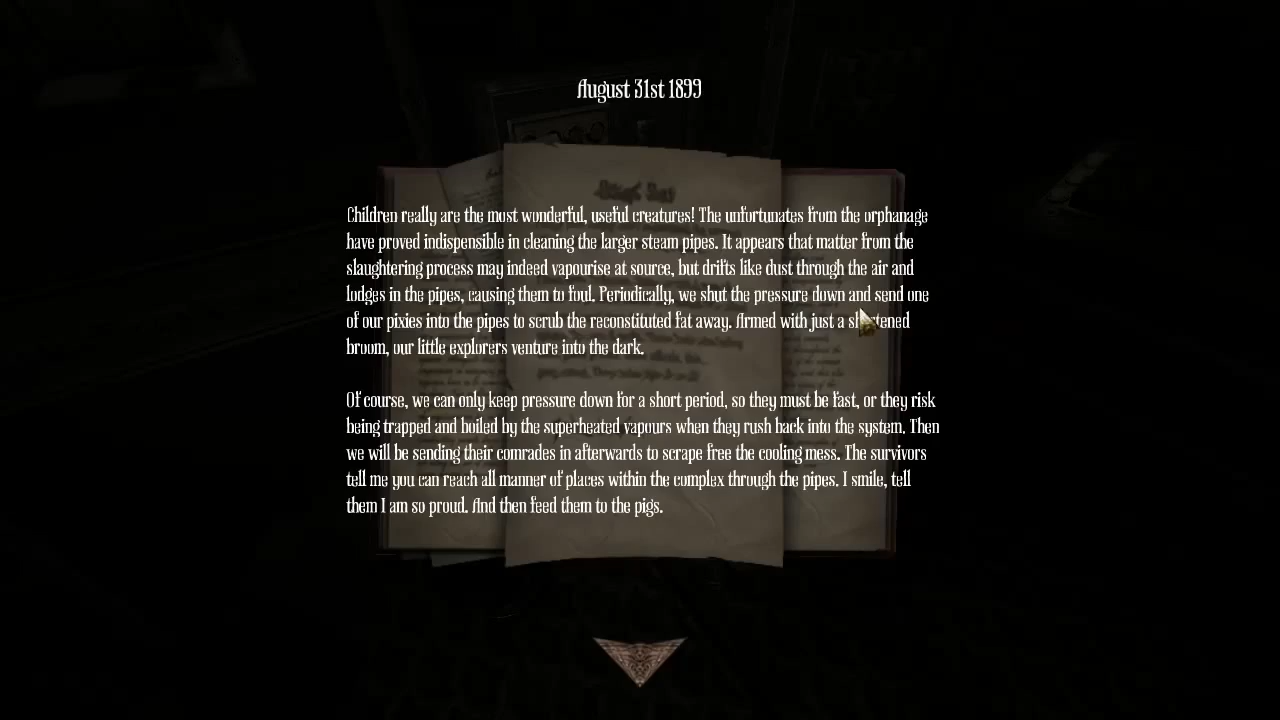 August 31st 1899
Children really are the most wonderful, useful creatures! The unfortunates from the orphanage
have proved indispensible in cleaning the larger steam pipes. It appears that matter from the
slaughtering process may indeed vapourise at source, but drifts like dust through the air and
lodges in the pipes, causing them to foul. Periodically, we shut the pressure down and send one
of our pixies into the pipes to scrub the reconstituted fat away. Armed with just a shortened
broom, our little explorers venture into the dark.
Of course, we can only keep pressure down for a short period, so they must be fast, or they risk
being trapped and boiled by the superheated vapours when they rush back into the system. Then
we will be sending their comrades in afterwards to scrape free the cooling mess. The survivors
tell me you can reach all manner of places within the complex through the pipes. I smile, tell
them I am so proud. And then feed them to the pigs.